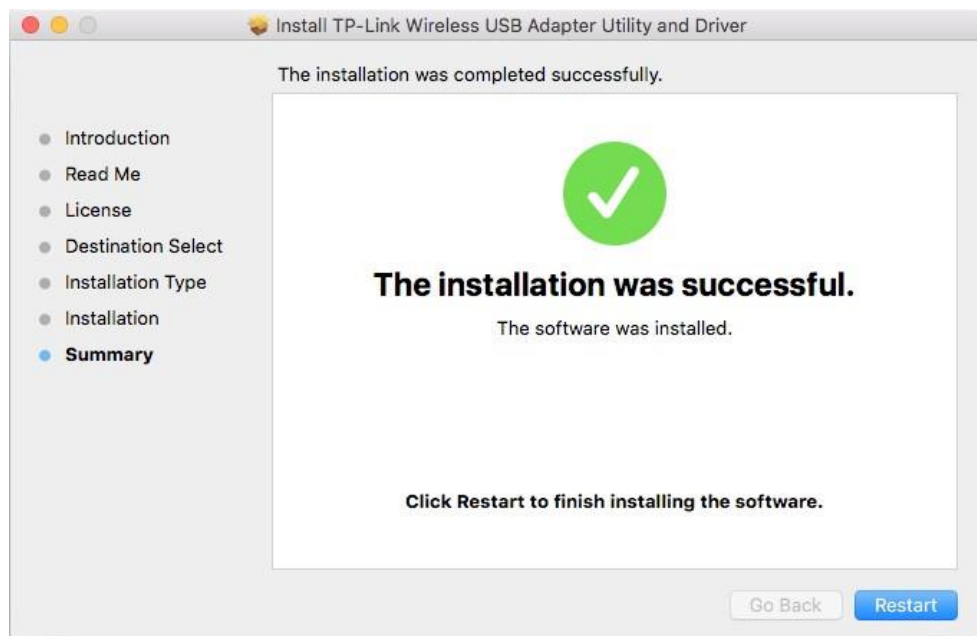 Install TP-Link Wireless USB Adapter Utility and Driver
The installation was completed successfully.
Introduction
Read Me
License
Destination Select
Installation Type
Installation
Summary
The installation was successful.
The software was installed.
Click Restart to finish installing the software.
Go Back
Restart